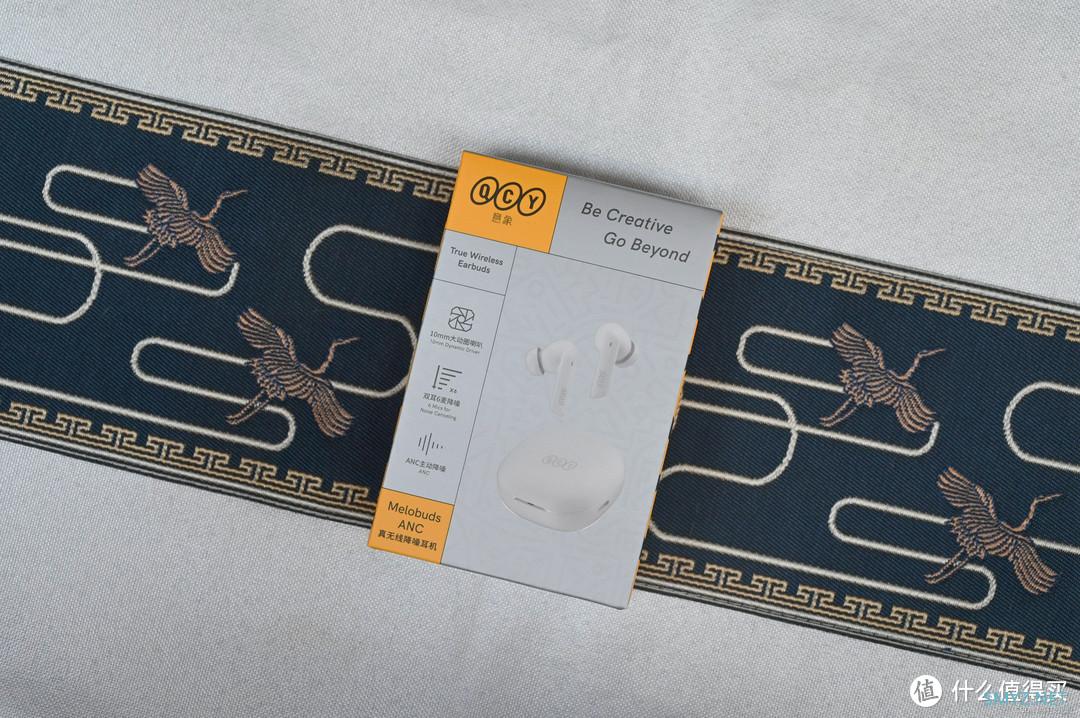 QCY
意象
Be Creative
Go Beyond
True Wireless
Earbuds
10mm大动圈喇叭
10mm Dynamic Driver
X6
双耳6麦降噪
6 Mics for
Noise Canceling
ANC主动降噪
ANC
Melobuds
ANC
真无线降噪耳机
QCY
值 什么值得买